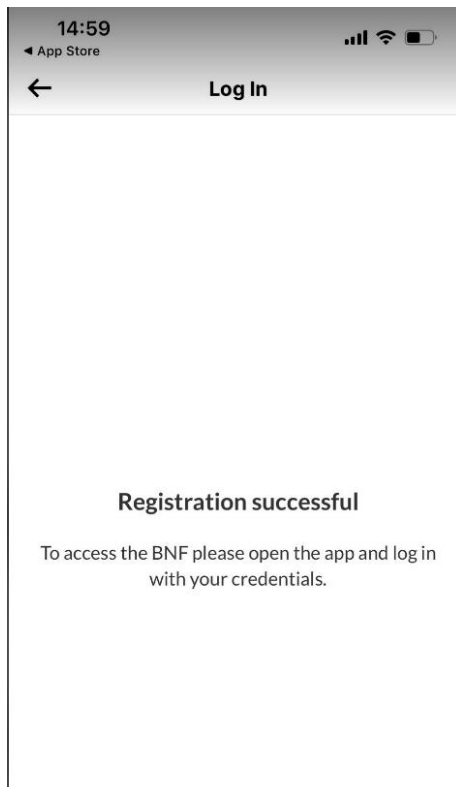 14:59
◄ App Store
Log In
Registration successful
To access the BNF please open the app and log in
with your credentials.